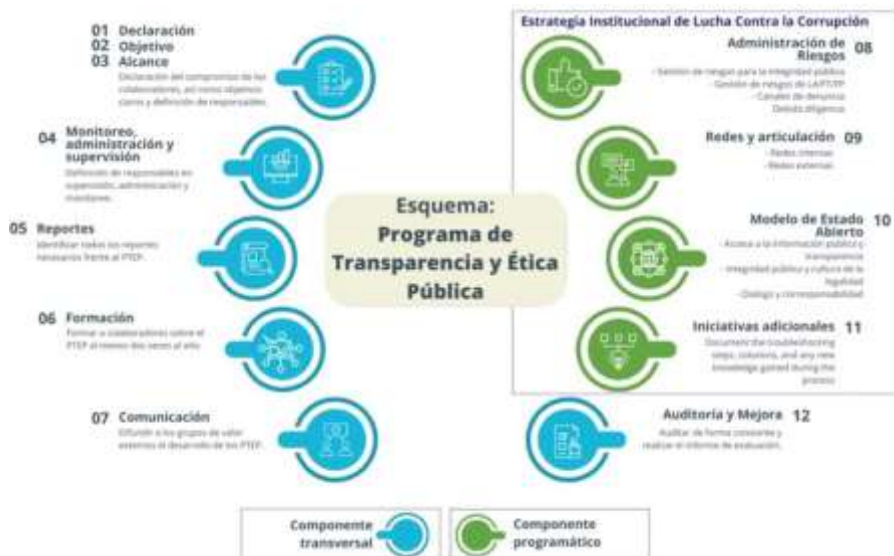 01 Declaración
02 Objetivo
03 Alcance
Declaración del compromiso de los
colaboradores, así como objetivos
claros y definición de responsables.
04 Monitoreo,
administración y
supervisión
Definición de responsables en
supervisión, administración y
monitoreo.
05 Reportes
Identificar todos los reportes
necesarios frente al PTEP.
06 Formación
Formar a colaboradores sobre el
PTEP al menos dos veces al año.
07 Comunicación
Difundir a los grupos de valor
externos el desarrollo de los PTEP.
Esquema:
Programa de
Transparencia y Ética
Pública
Estrategia Institucional de Lucha Contra la Corrupción
Administración de 08
Riesgos
- Gestión de riesgos para la integridad pública
- Gestión de riesgos de LA/FT/FP
- Canales de denuncia
Debida diligencia
Redes y articulación 09
- Redes internas
- Redes externas
Modelo de Estado 10
Abierto
- Acceso a la información pública y
transparencia
- Integridad pública y cultura de la
legalidad
- Diálogo y corresponsabilidad
Iniciativas adicionales 11
Document the troubleshooting
steps, solutions, and any new
knowledge gained during the
process
Auditoría y Mejora 12
Auditar de forma constante y
realizar el informe de evaluación.
Componente
transversal
Componente
programático